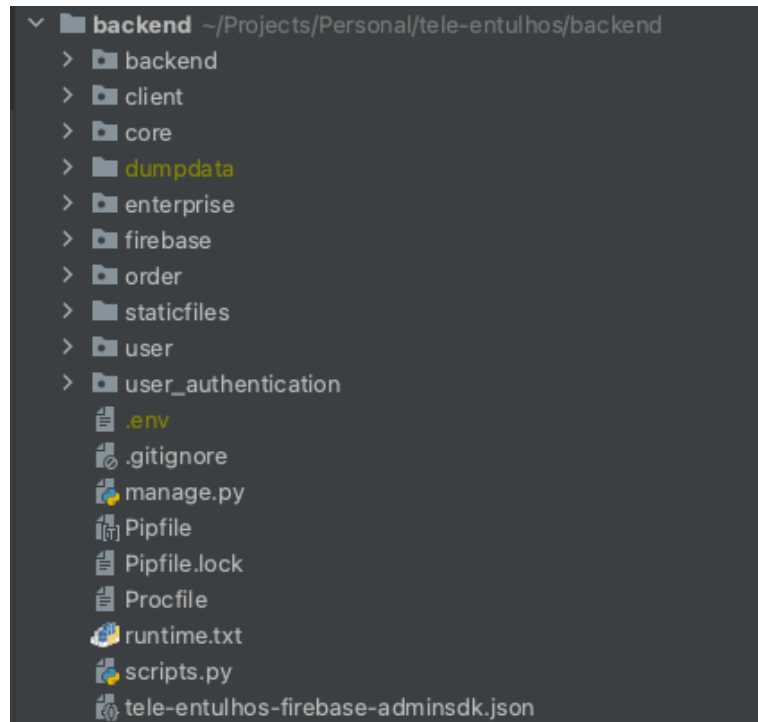 backend ~/Projects/Personal/tele-entulhos/backend
backend
client
core
dumpdata
enterprise
firebase
order
staticfiles
user
user_authentication
.env
.gitignore
manage.py
Pipfile
Pipfile.lock
Procfile
runtime.txt
scripts.py
tele-entulhos-firebase-adminsdk.json